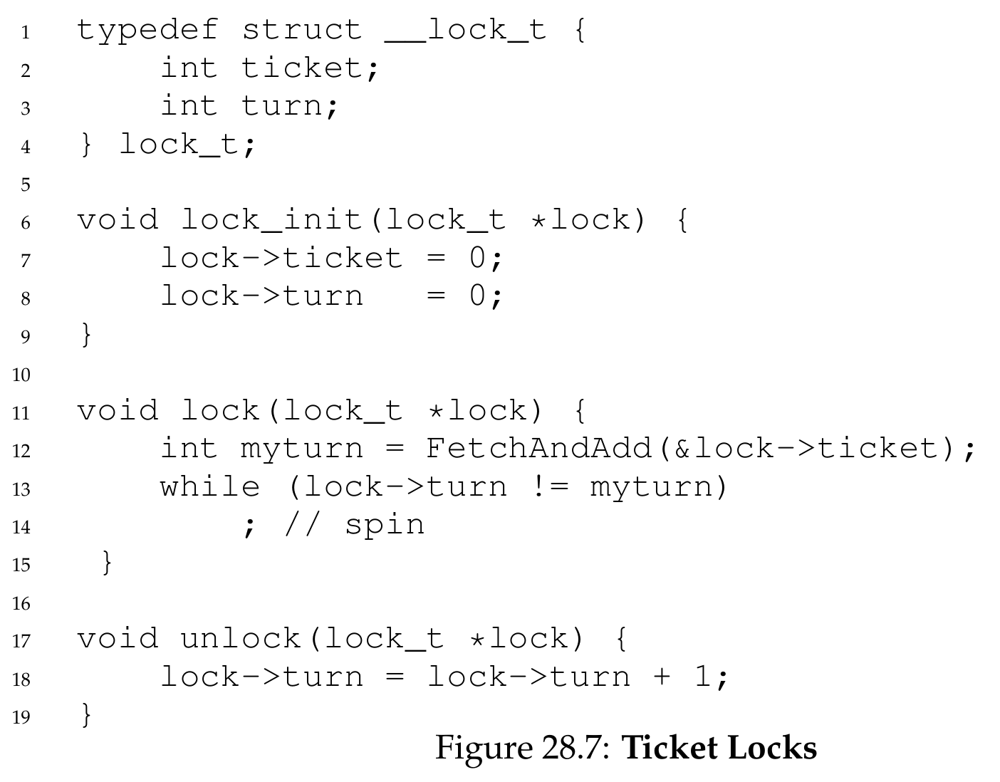 1 typedef struct __lock_t {
2 int ticket;
3 int turn;
4 } lock_t;
5
6 void lock_init(lock_t *lock) {
7 lock->ticket = 0;
8 lock->turn = 0;
9 }
10
11 void lock(lock_t *lock) {
12 int myturn = FetchAndAdd(&lock->ticket);
13 while (lock->turn != myturn)
14 ; // spin
15 }
16
17 void unlock(lock_t *lock) {
18 lock->turn = lock->turn + 1;
19 }
Figure 28.7: Ticket Locks